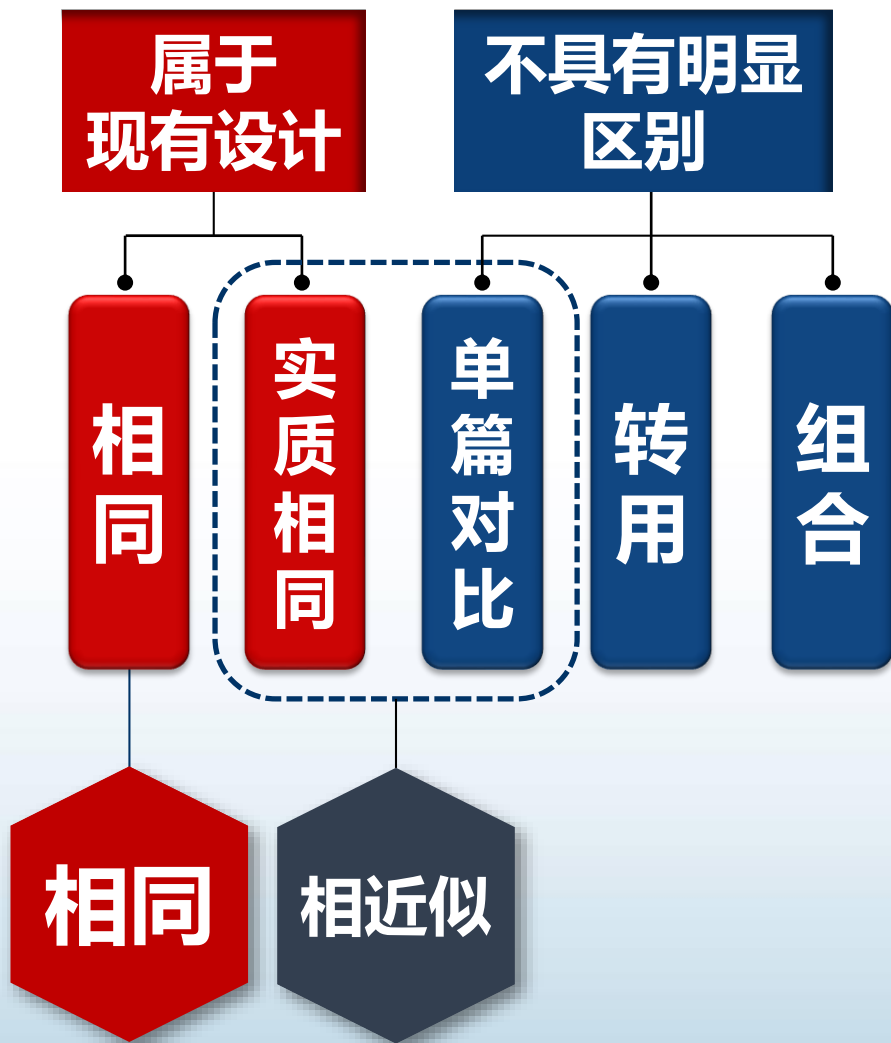 属于
现有设计
不具有明显
区别
相同
实质相同
单篇对比
转用
组合
相同
相近似